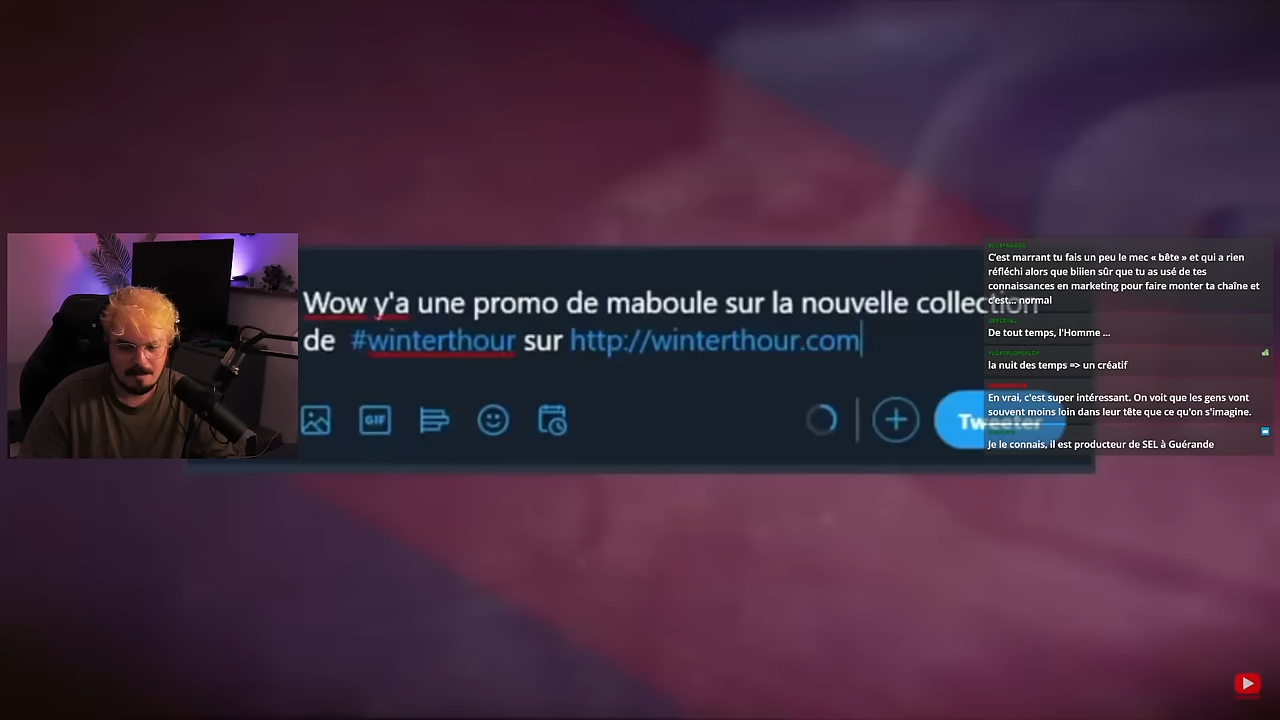 Wow y'a une promo de maboule sur la nouvelle collection
de #winterthour sur http://winterthour.com
GIF
Tweeter
C'est marrant tu fais un peu le mec « bête » et qui a rien
réfléchi alors que biiien sûr que tu as usé de tes
connaissances en marketing pour faire monter ta chaîne et
c'est... normal
De tout temps, l'Homme ...
la nuit des temps => un créatif
En vrai, c'est super intéressant. On voit que les gens vont
souvent moins loin dans leur tête que ce qu'on s'imagine.
Je le connais, il est producteur de SEL à Guérande